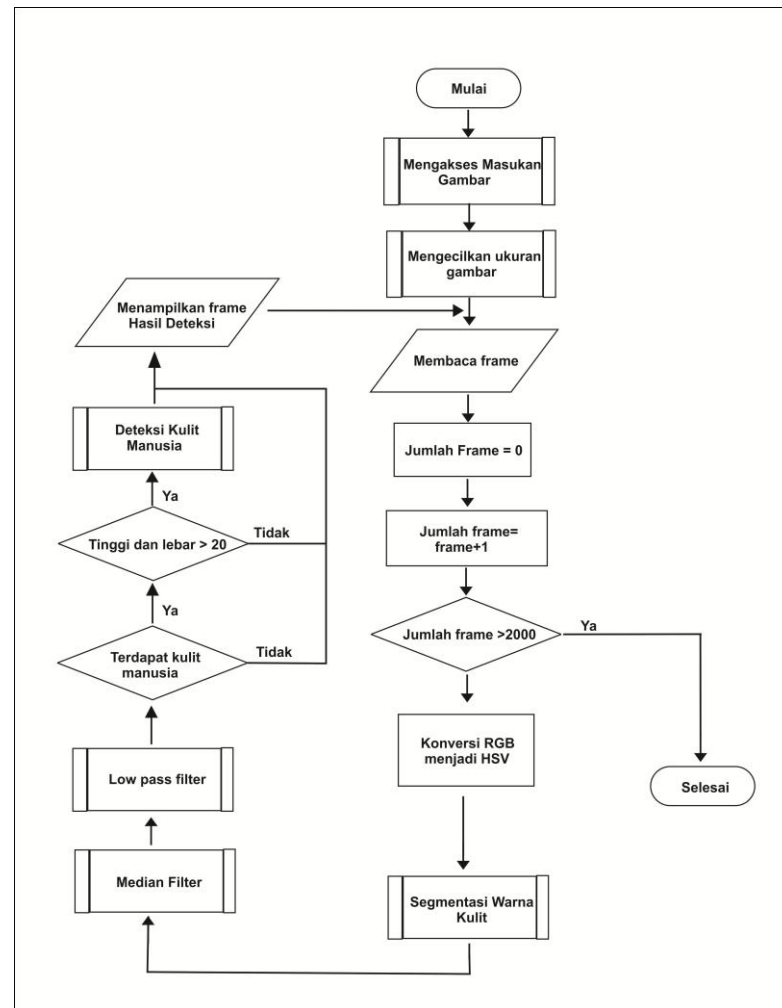 Mulai
Mengakses Masukan
Gambar
Mengecilkan ukuran
gambar
Membaca frame
Jumlah Frame = 0
Jumlah frame=
frame+1
Jumlah frame >2000
Ya
Selesai
Konversi RGB
menjadi HSV
Segmentasi Warna
Kulit
Median Filter
Low pass filter
Terdapat kulit
manusia
Tidak
Ya
Tinggi dan lebar > 20
Tidak
Ya
Deteksi Kulit
Manusia
Menampilkan frame
Hasil Deteksi